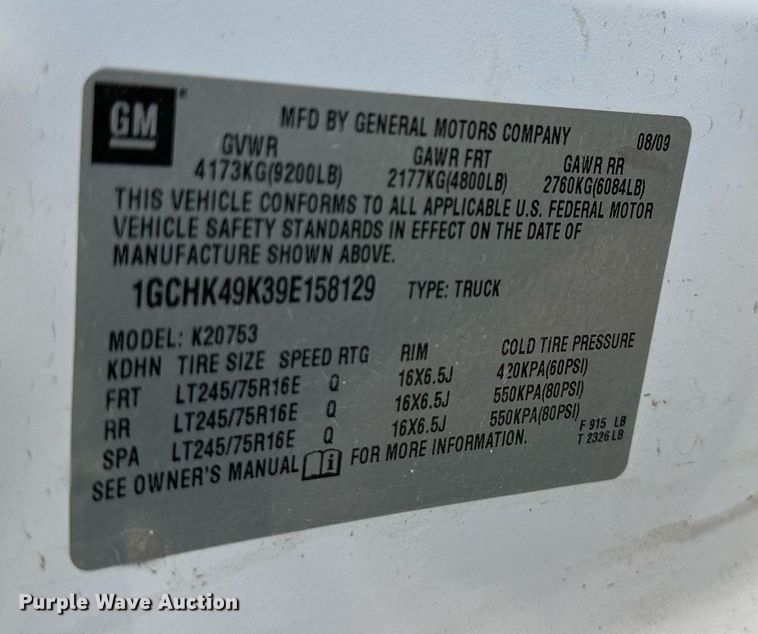 GM®
MFD BY GENERAL MOTORS COMPANY 08/09
GVWR GAWR FRT GAWR RR
4173KG(9200LB) 2177KG(4800LB) 2760KG(6084LB)
THIS VEHICLE CONFORMS TO ALL APPLICABLE U.S. FEDERAL MOTOR
VEHICLE SAFETY STANDARDS IN EFFECT ON THE DATE OF
MANUFACTURE SHOWN ABOVE.
1GCHK49K39E158129 TYPE: TRUCK
MODEL: K20753
KDHN TIRE SIZE SPEED RTG RIM COLD TIRE PRESSURE
FRT LT245/75R16E Q 16X6.5J 420KPA(60PSI)
RR LT245/75R16E Q 16X6.5J 550KPA(80PSI)
SPA LT245/75R16E Q 16X6.5J 550KPA(80PSI)
SEE OWNER'S MANUAL i FOR MORE INFORMATION.
F 915 LB
T 2326 LB
Purple Wave Auction